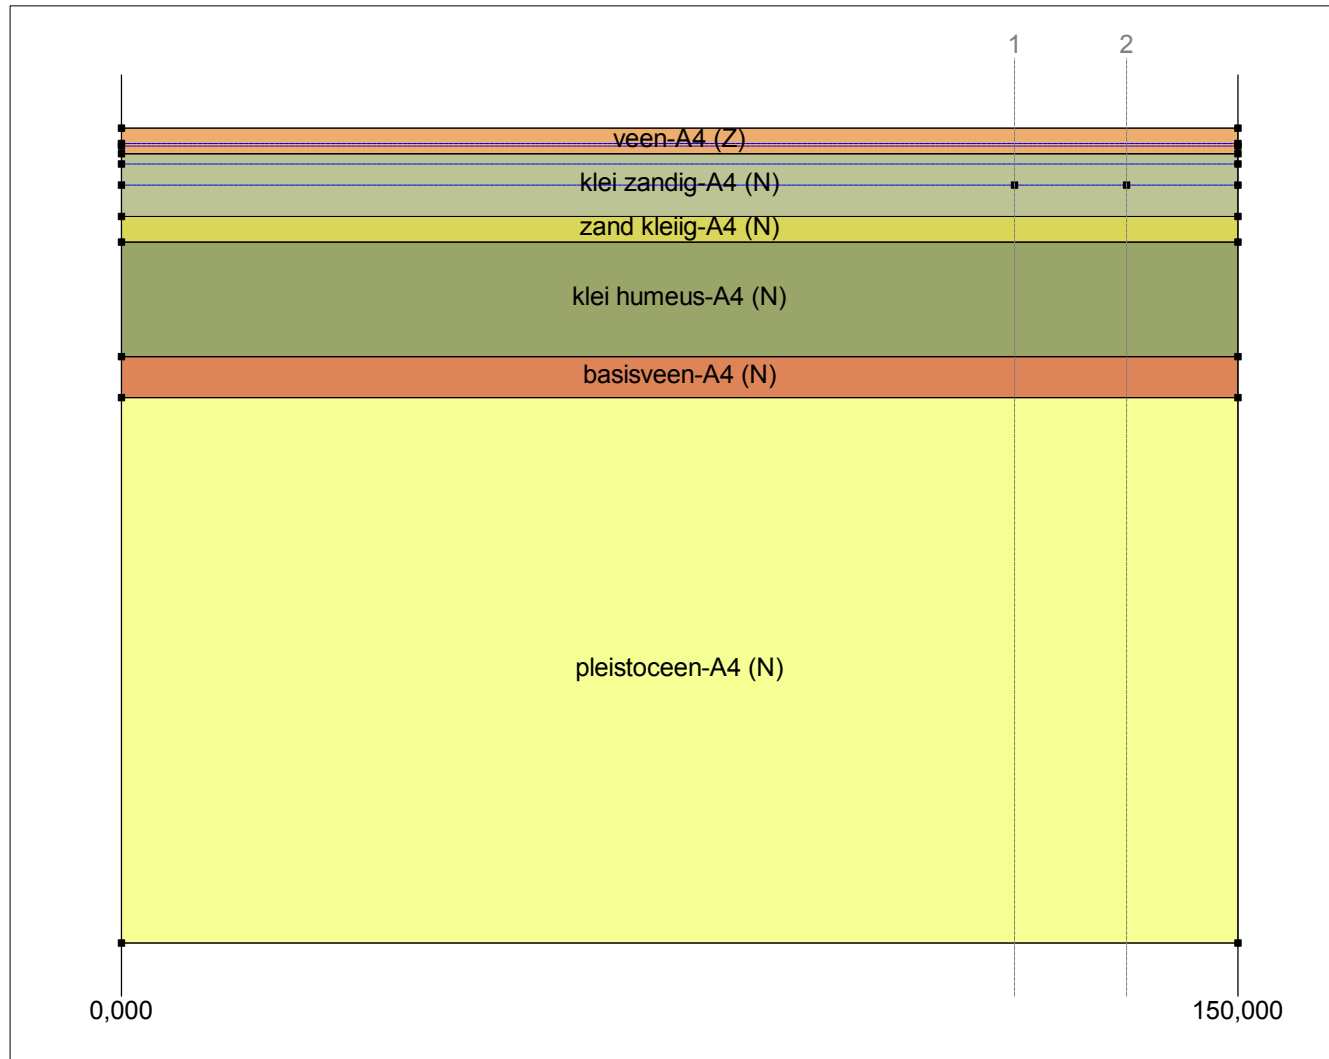 1 2
veen-A4 (Z)
klei zandig-A4 (N)
zand kleiig-A4 (N)
klei humeus-A4 (N)
basisveen-A4 (N)
pleistoceen-A4 (N)
0,000 150,000